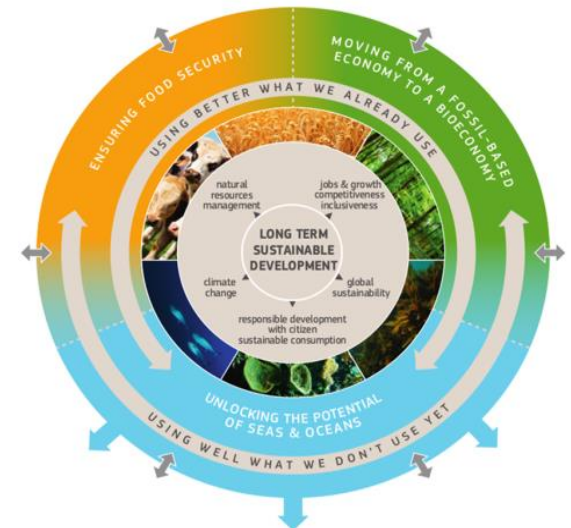 ENSURING FOOD SECURITY
MOVING FROM A FOSSIL-BASED
ECONOMY TO A BIOECONOMY
USING BETTER WHAT WE ALREADY USE
natural
resources
management
jobs & growth
competitiveness
inclusiveness
LONG TERM
SUSTAINABLE
DEVELOPMENT
climate
change
global
sustainability
responsible development
with citizen
sustainable consumption
UNLOCKING THE POTENTIAL
OF SEAS & OCEANS
USING WELL WHAT WE DON'T USE YET